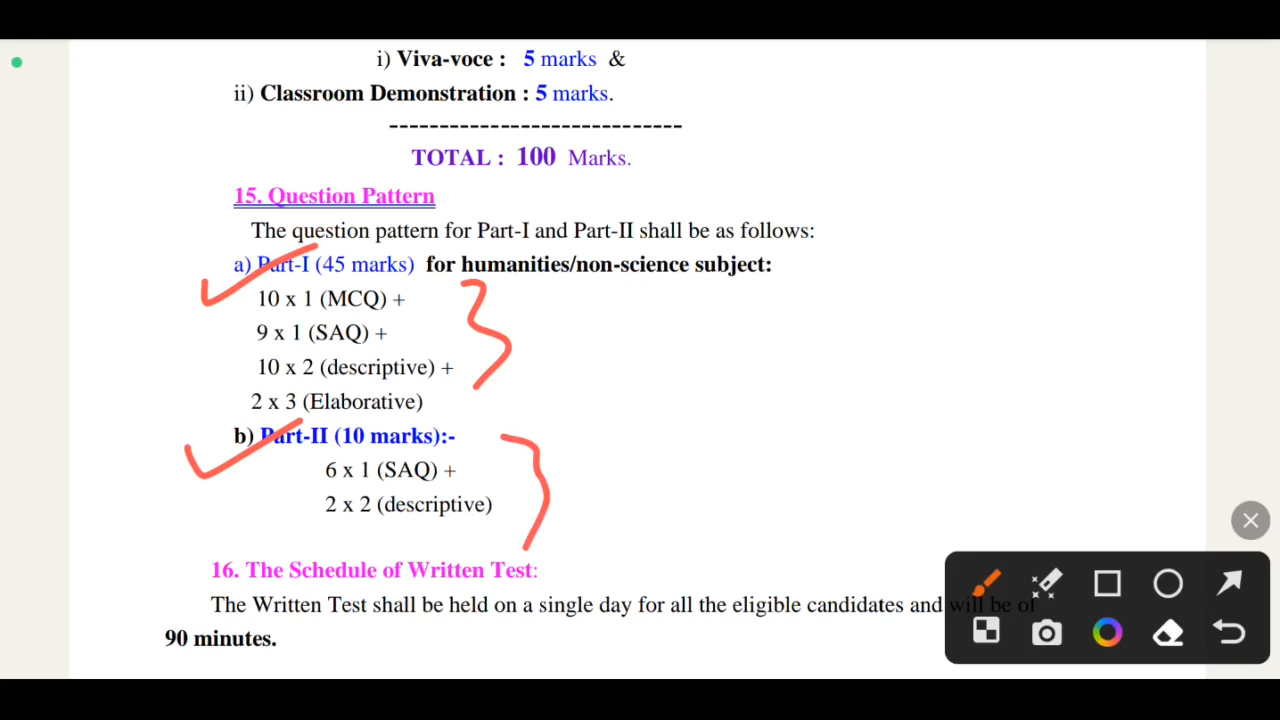 i) Viva-voce : 5 marks &
ii) Classroom Demonstration : 5 marks.
-----------------------------
TOTAL : 100 Marks.
15. Question Pattern
The question pattern for Part-I and Part-II shall be as follows:
a) Part-I (45 marks) for humanities/non-science subject:
10 x 1 (MCQ) +
9 x 1 (SAQ) +
10 x 2 (descriptive) +
2 x 3 (Elaborative)
b) Part-II (10 marks):-
6 x 1 (SAQ) +
2 x 2 (descriptive)
16. The Schedule of Written Test:
The Written Test shall be held on a single day for all the eligible candidates and will be of
90 minutes.